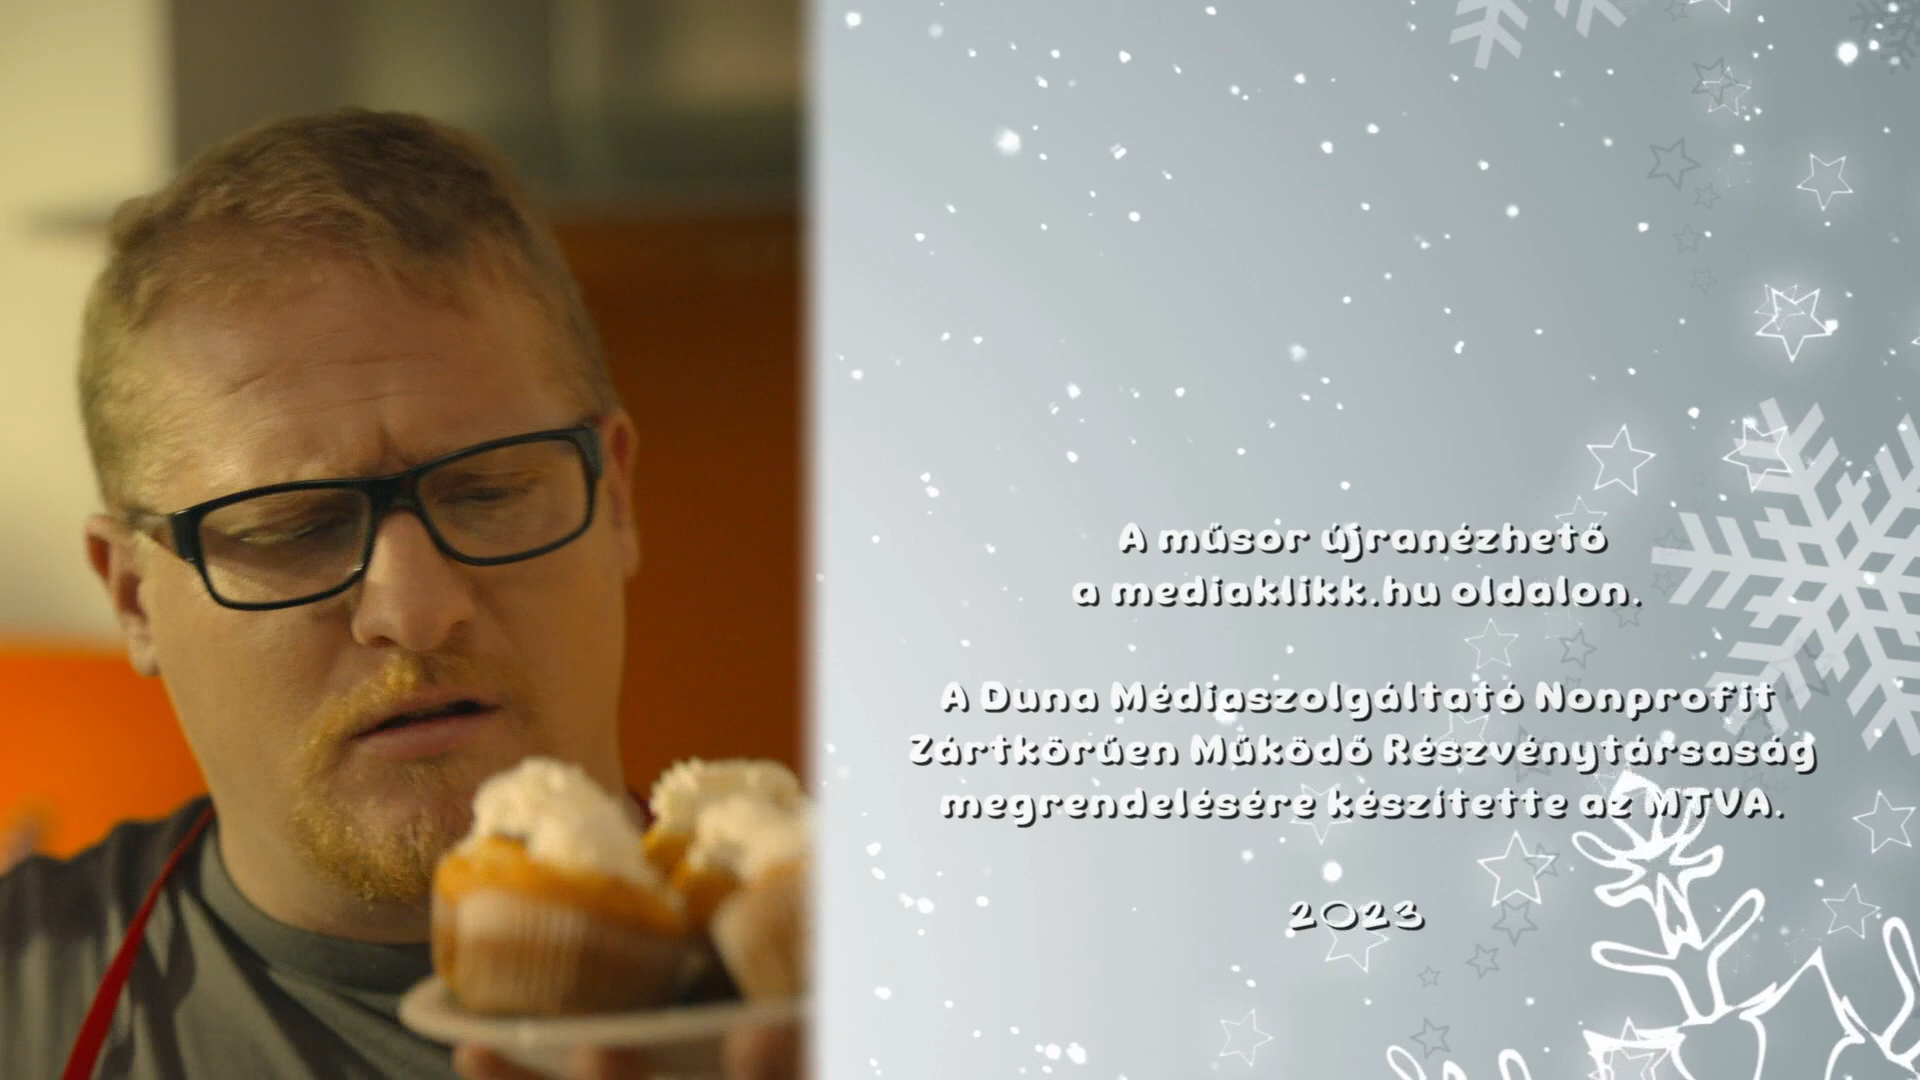 A műsor újranézhető
a mediaklikk.hu oldalon.
A Duna Médiaszolgáltató Nonprofit
Zártkörűen Működő Részvénytársaság
megrendelésére készítette az MTVA.
2023